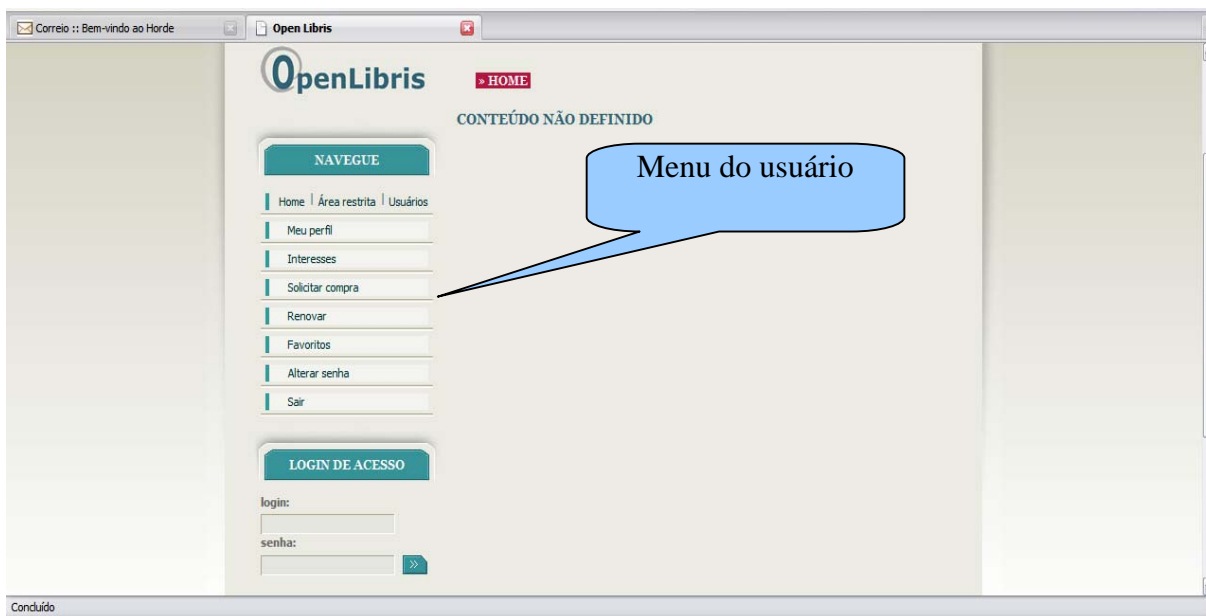 Correio :: Bem-vindo ao Horde
Open Libris
OpenLibris
» HOME
CONTEÚDO NÃO DEFINIDO
NAVEGUE
Menu do usuário
Home | Área restrita | Usuários
Meu perfil
Interesses
Solicitar compra
Renovar
Favoritos
Alterar senha
Sair
LOGIN DE ACESSO
login:
senha:
»
Concluído